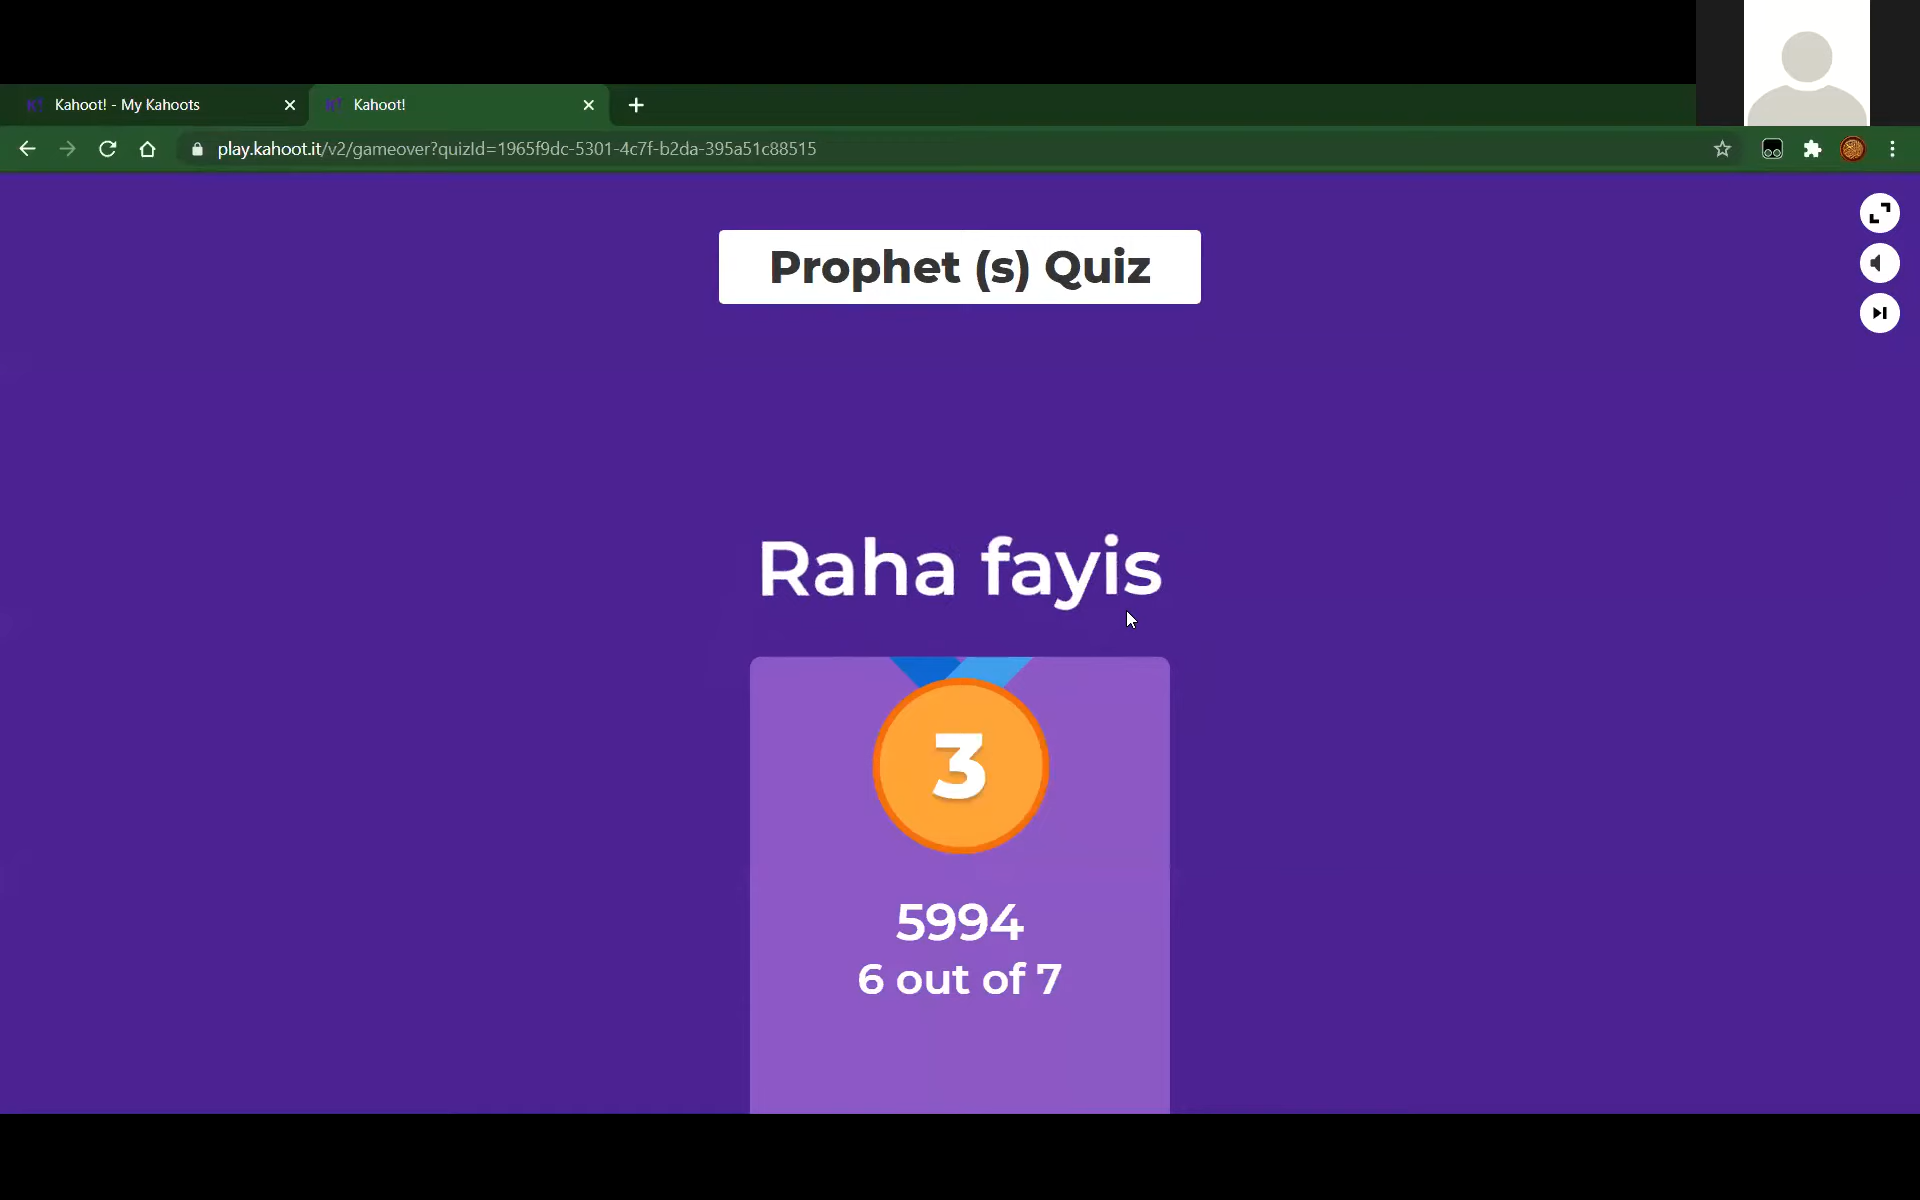 Kahoot! - My Kahoots
Kahoot!
play.kahoot.it/v2/gameover?quizId=1965f9dc-5301-4c7f-b2da-395a51c88515
Prophet (s) Quiz
Raha fayis
3
5994
6 out of 7